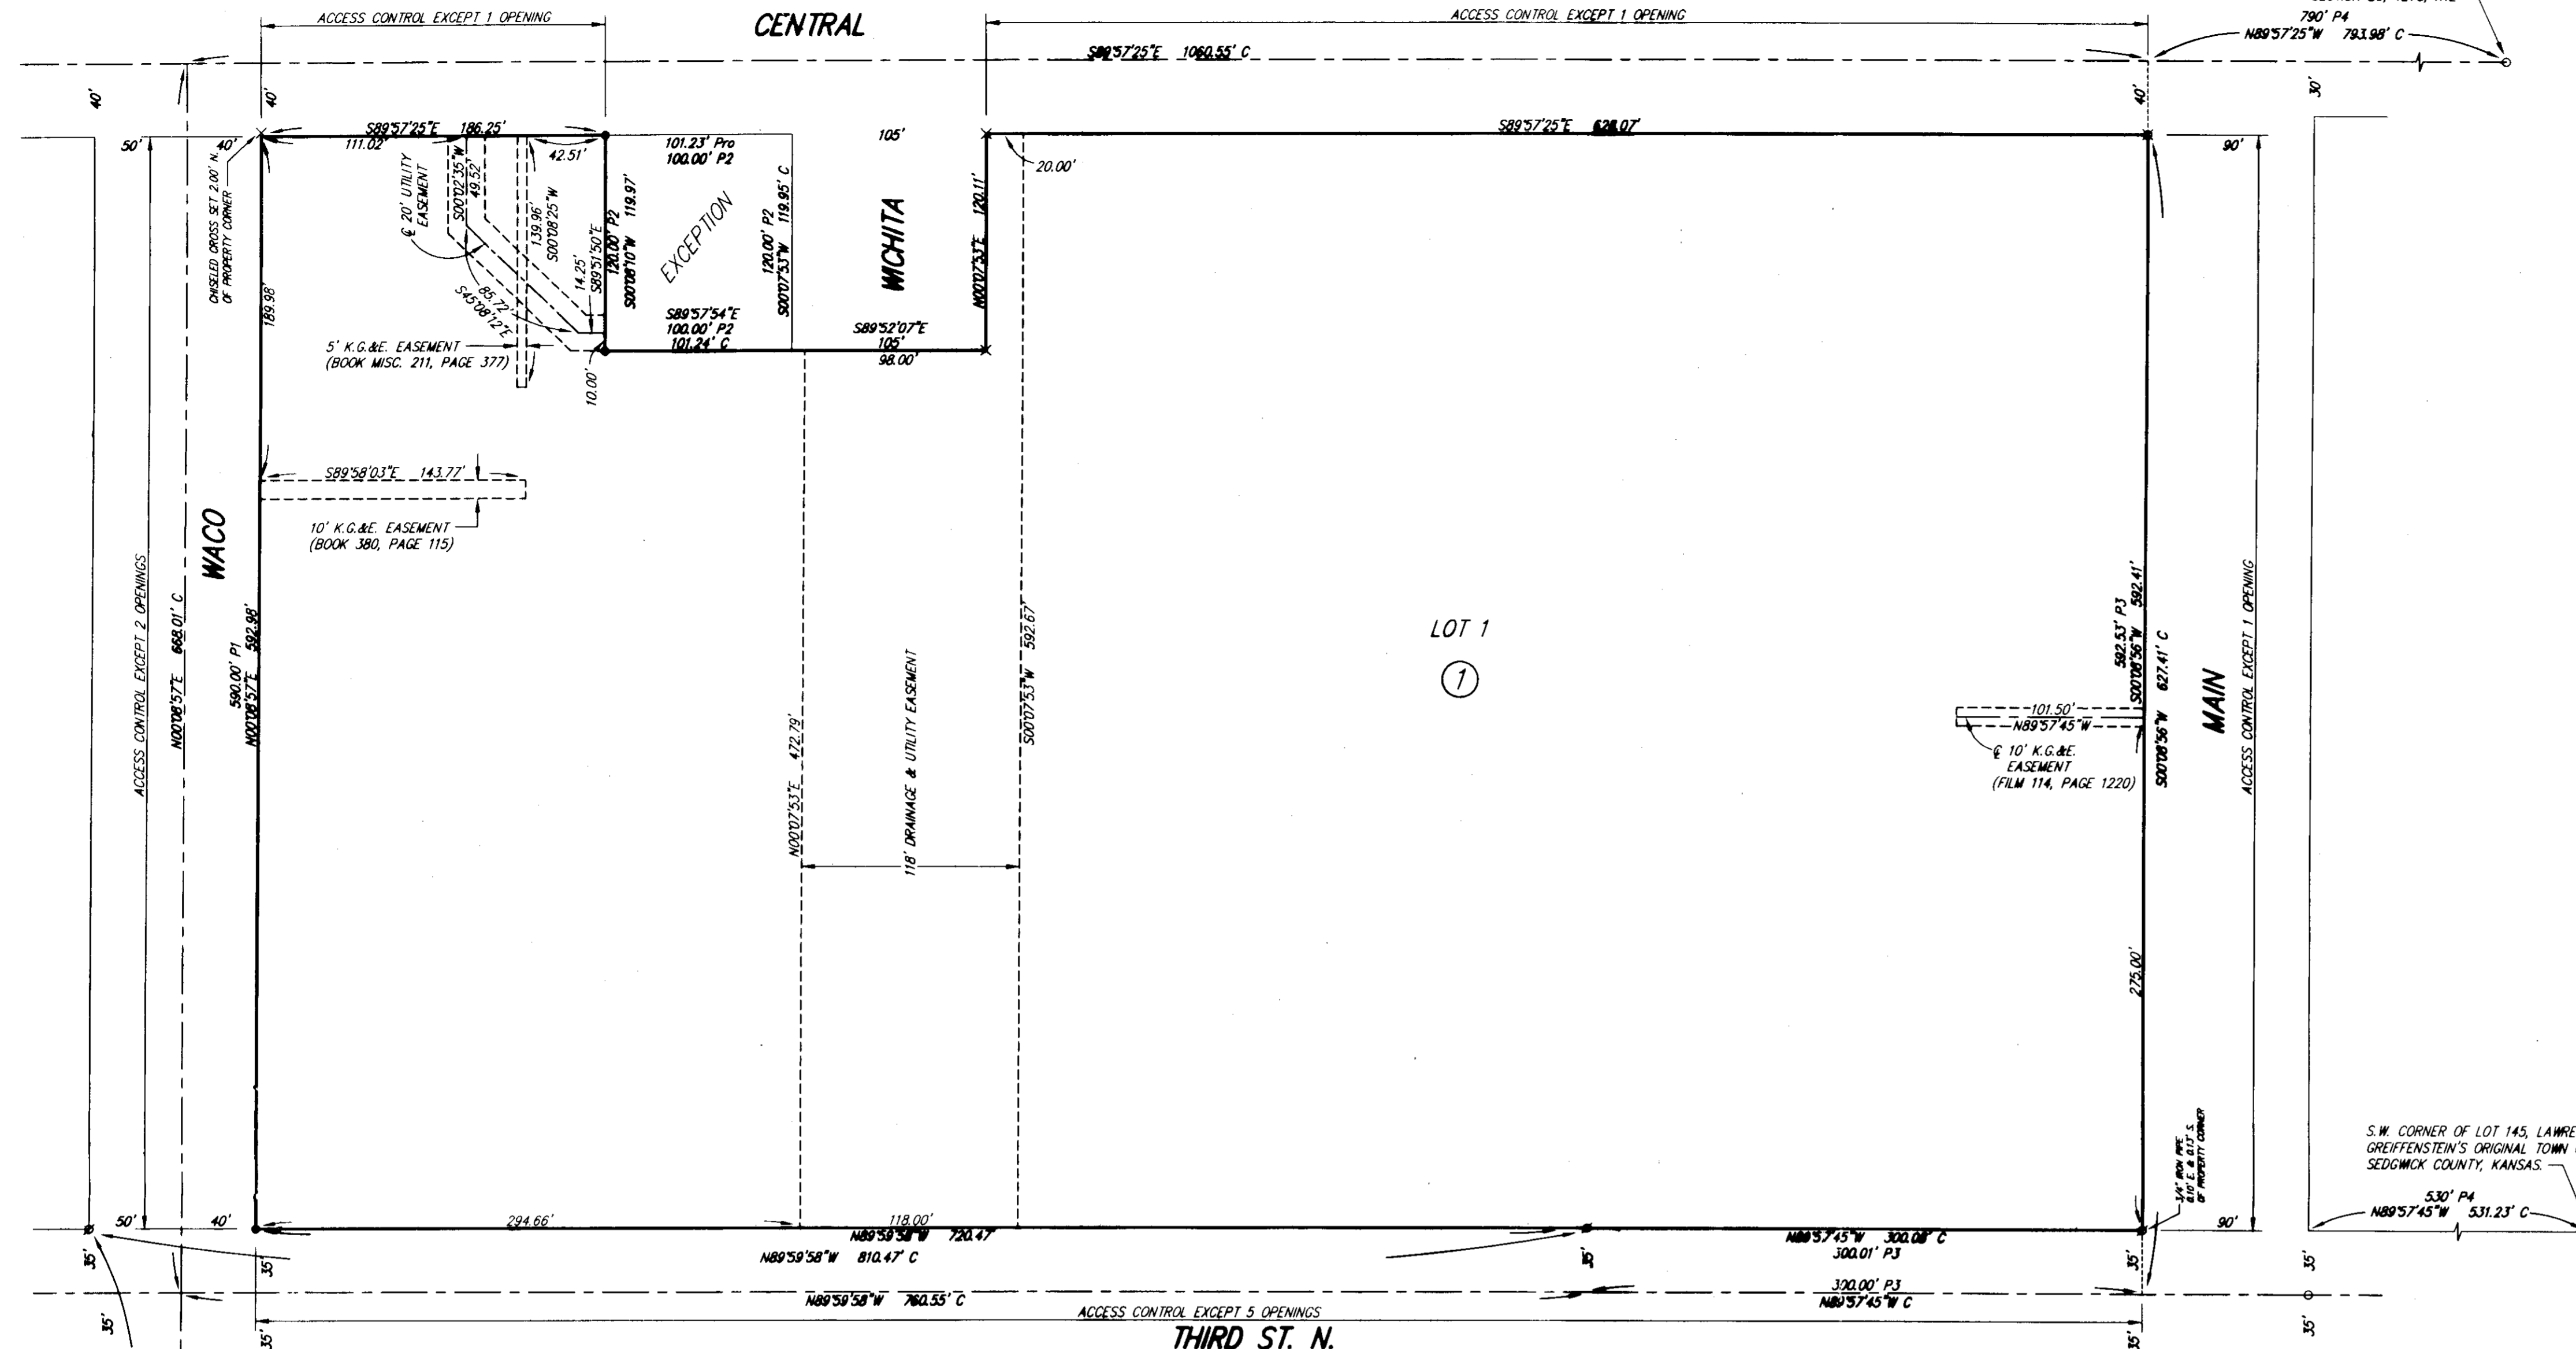 ACCESS CONTROL EXCEPT 1 OPENING
CENTRAL
ACCESS CONTROL EXCEPT 1 OPENING
790' P4
N89°57'25"W 793.98' C
S89°57'25"E 1060.55' C
40'
40'
40'
30'
50'
40'
S89°57'25"E 186.25'
111.02'
42.51'
101.23' Pro
100.00' P2
105'
20.00'
S89°57'25"E 628.07'
90'
CHISELED CROSS SET 2.00' N.
OF PROPERTY CORNER
189.98'
℄ 20' UTILITY
EASEMENT
S00°02'35"W
49.52'
139.96'
S00°08'25"W
85.72'
S45°08'12"E
14.25'
S89°51'50"E
120.00' P2
S00°08'10"W 119.97'
EXCEPTION
120.00' P2
S00°07'53"W 119.95' C
WICHITA
N00°07'53"E 120.11'
S89°57'54"E
100.00' P2
101.24' C
S89°52'07"E
105'
98.00'
10.00'
5' K.G.&E. EASEMENT
(BOOK MISC. 211, PAGE 377)
S89°58'03"E 143.77'
10' K.G.&E. EASEMENT
(BOOK 380, PAGE 115)
WACO
ACCESS CONTROL EXCEPT 2 OPENINGS
N00°08'57"E 668.01' C
590.00' P1
N00°08'57"E 592.98'
N00°07'53"E 472.79'
118' DRAINAGE & UTILITY EASEMENT
S00°07'53"W 592.67'
LOT 1
1
592.53' P3
S00°08'56"W 592.41'
S00°08'56"W 627.41' C
MAIN
ACCESS CONTROL EXCEPT 1 OPENING
101.50'
N89°57'45"W
℄ 10' K.G.&E.
EASEMENT
(FILM 114, PAGE 1220)
275.00'
3/4" IRON PIPE
0.10' E. & 0.13' S.
OF PROPERTY CORNER
S.W. CORNER OF LOT 145, LAWRE
GREIFFENSTEIN'S ORIGINAL TOWN
SEDGWICK COUNTY, KANSAS.
530' P4
N89°57'45"W 531.23' C
50'
40'
294.66'
118.00'
N89°59'58"W 720.47'
N89°59'58"W 810.47' C
N89°57'45"W 300.08' C
300.01' P3
90'
35'
35'
35'
35'
35'
300.00' P3
N89°57'45"W C
N89°59'58"W 760.55' C
ACCESS CONTROL EXCEPT 5 OPENINGS
35'
35'
35'
35'
THIRD ST. N.